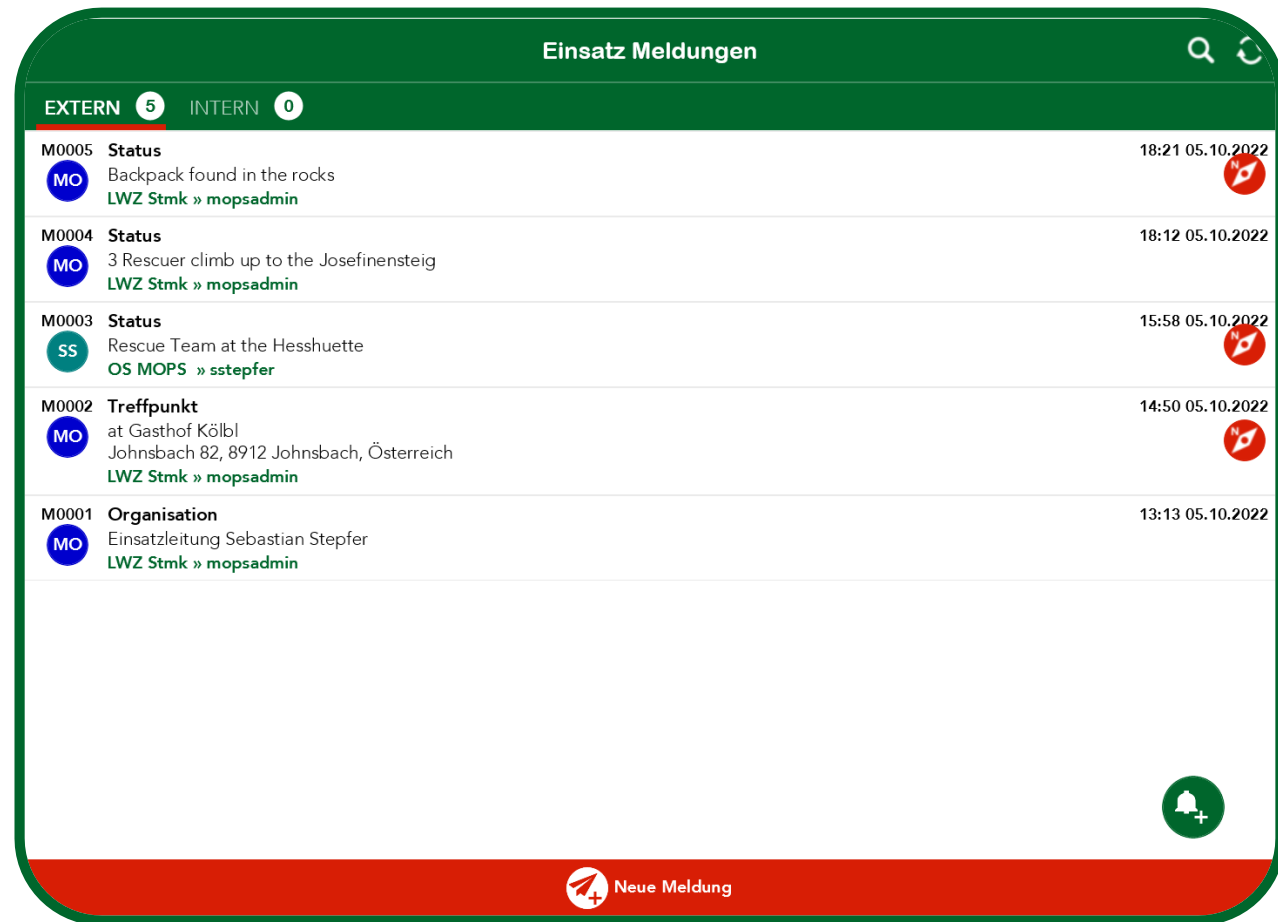 Einsatz Meldungen
EXTERN 5 INTERN 0
M0005 Status 18:21 05.10.2022
MO Backpack found in the rocks N
LWZ Stmk » mopsadmin
M0004 Status 18:12 05.10.2022
MO 3 Rescuer climb up to the Josefinensteig
LWZ Stmk » mopsadmin
M0003 Status 15:58 05.10.2022
SS Rescue Team at the Hesshuette N
OS MOPS » sstepfer
M0002 Treffpunkt 14:50 05.10.2022
MO at Gasthof Kölbl N
Johnsbach 82, 8912 Johnsbach, Österreich
LWZ Stmk » mopsadmin
M0001 Organisation 13:13 05.10.2022
MO Einsatzleitung Sebastian Stepfer
LWZ Stmk » mopsadmin
Neue Meldung